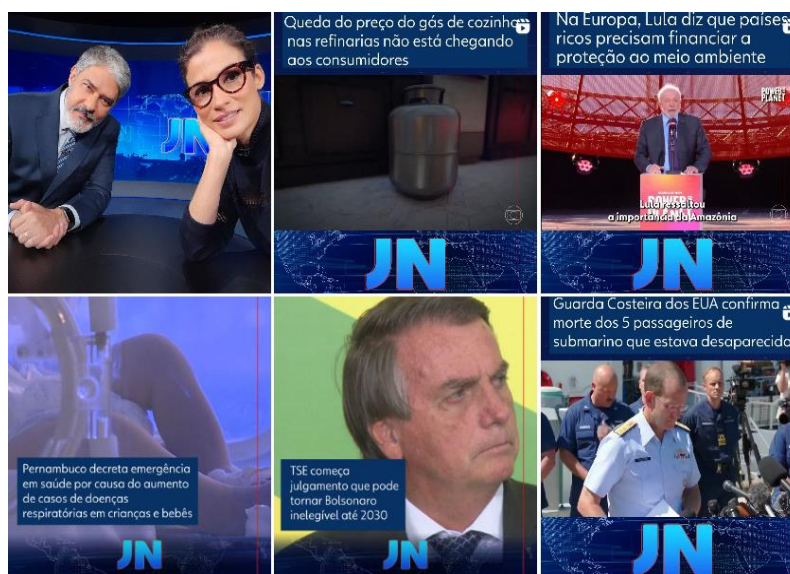 JN
Queda do preço do gás de cozinha
nas refinarias não está chegando
aos consumidores
JN
Na Europa, Lula diz que países
ricos precisam financiar a
proteção ao meio ambiente
POWER
PLANET
Lula ressaltou
a importância da Amazônia
JN
Pernambuco decreta emergência
em saúde por causa do aumento
de casos de doenças
respiratórias em crianças e bebês
JN
TSE começa
julgamento que pode
tornar Bolsonaro
inelegível até 2030
JN
Guarda Costeira dos EUA confirma
morte dos 5 passageiros de
submarino que estava desaparecido
JN